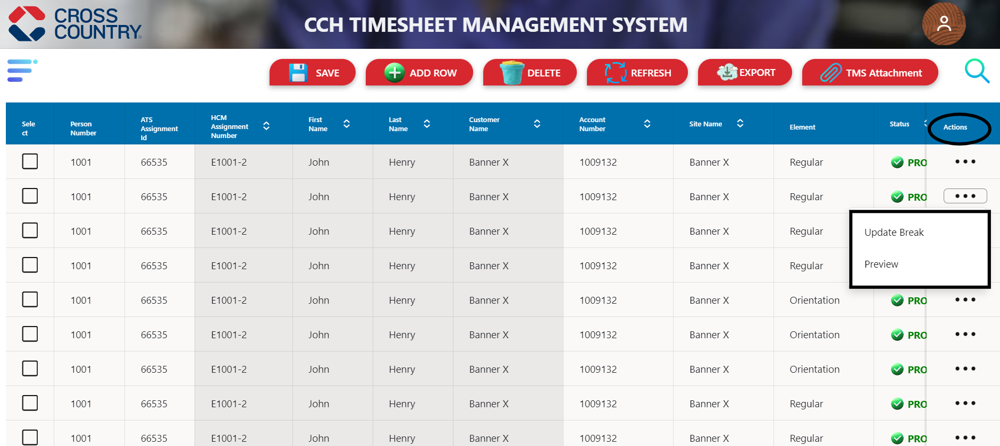 CROSS
COUNTRY
CCH TIMESHEET MANAGEMENT SYSTEM
SAVE
ADD ROW
DELETE
REFRESH
EXPORT
TMS Attachment
Sele
ct
Person
Number
ATS
Assignment
Id
HCM
Assignment
Number
First
Name
Last
Name
Customer
Name
Account
Number
Site Name
Element
Status
Actions
1001 66535 E1001-2 John Henry Banner X 1009132 Banner X Regular PRO
1001 66535 E1001-2 John Henry Banner X 1009132 Banner X Regular PRO
1001 66535 E1001-2 John Henry Banner X 1009132 Banner X Regular
Update Break
1001 66535 E1001-2 John Henry Banner X 1009132 Banner X Regular
Preview
1001 66535 E1001-2 John Henry Banner X 1009132 Banner X Orientation PRO
1001 66535 E1001-2 John Henry Banner X 1009132 Banner X Orientation PRO
1001 66535 E1001-2 John Henry Banner X 1009132 Banner X Orientation PRO
1001 66535 E1001-2 John Henry Banner X 1009132 Banner X Regular PRO
1001 66535 E1001-2 John Henry Banner X 1009132 Banner X Regular PRO